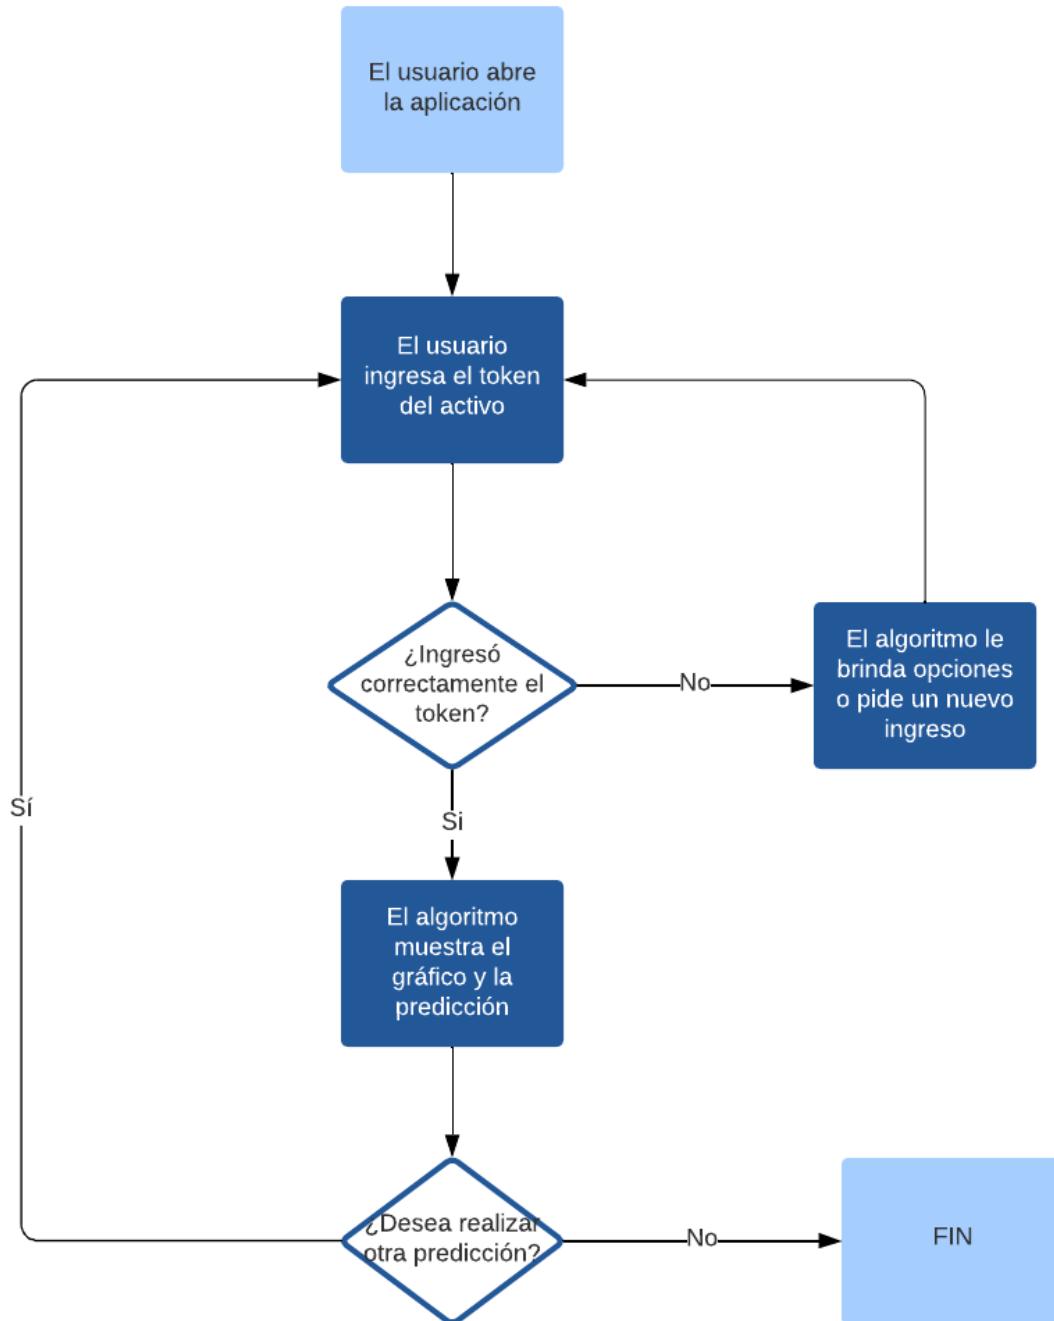 El usuario abre
la aplicación
El usuario
ingresa el token
del activo
¿Ingresó
correctamente el
token?
No
El algoritmo le
brinda opciones
o pide un nuevo
ingreso
Sí
Si
El algoritmo
muestra el
gráfico y la
predicción
¿Desea realizar
otra predicción?
No
FIN